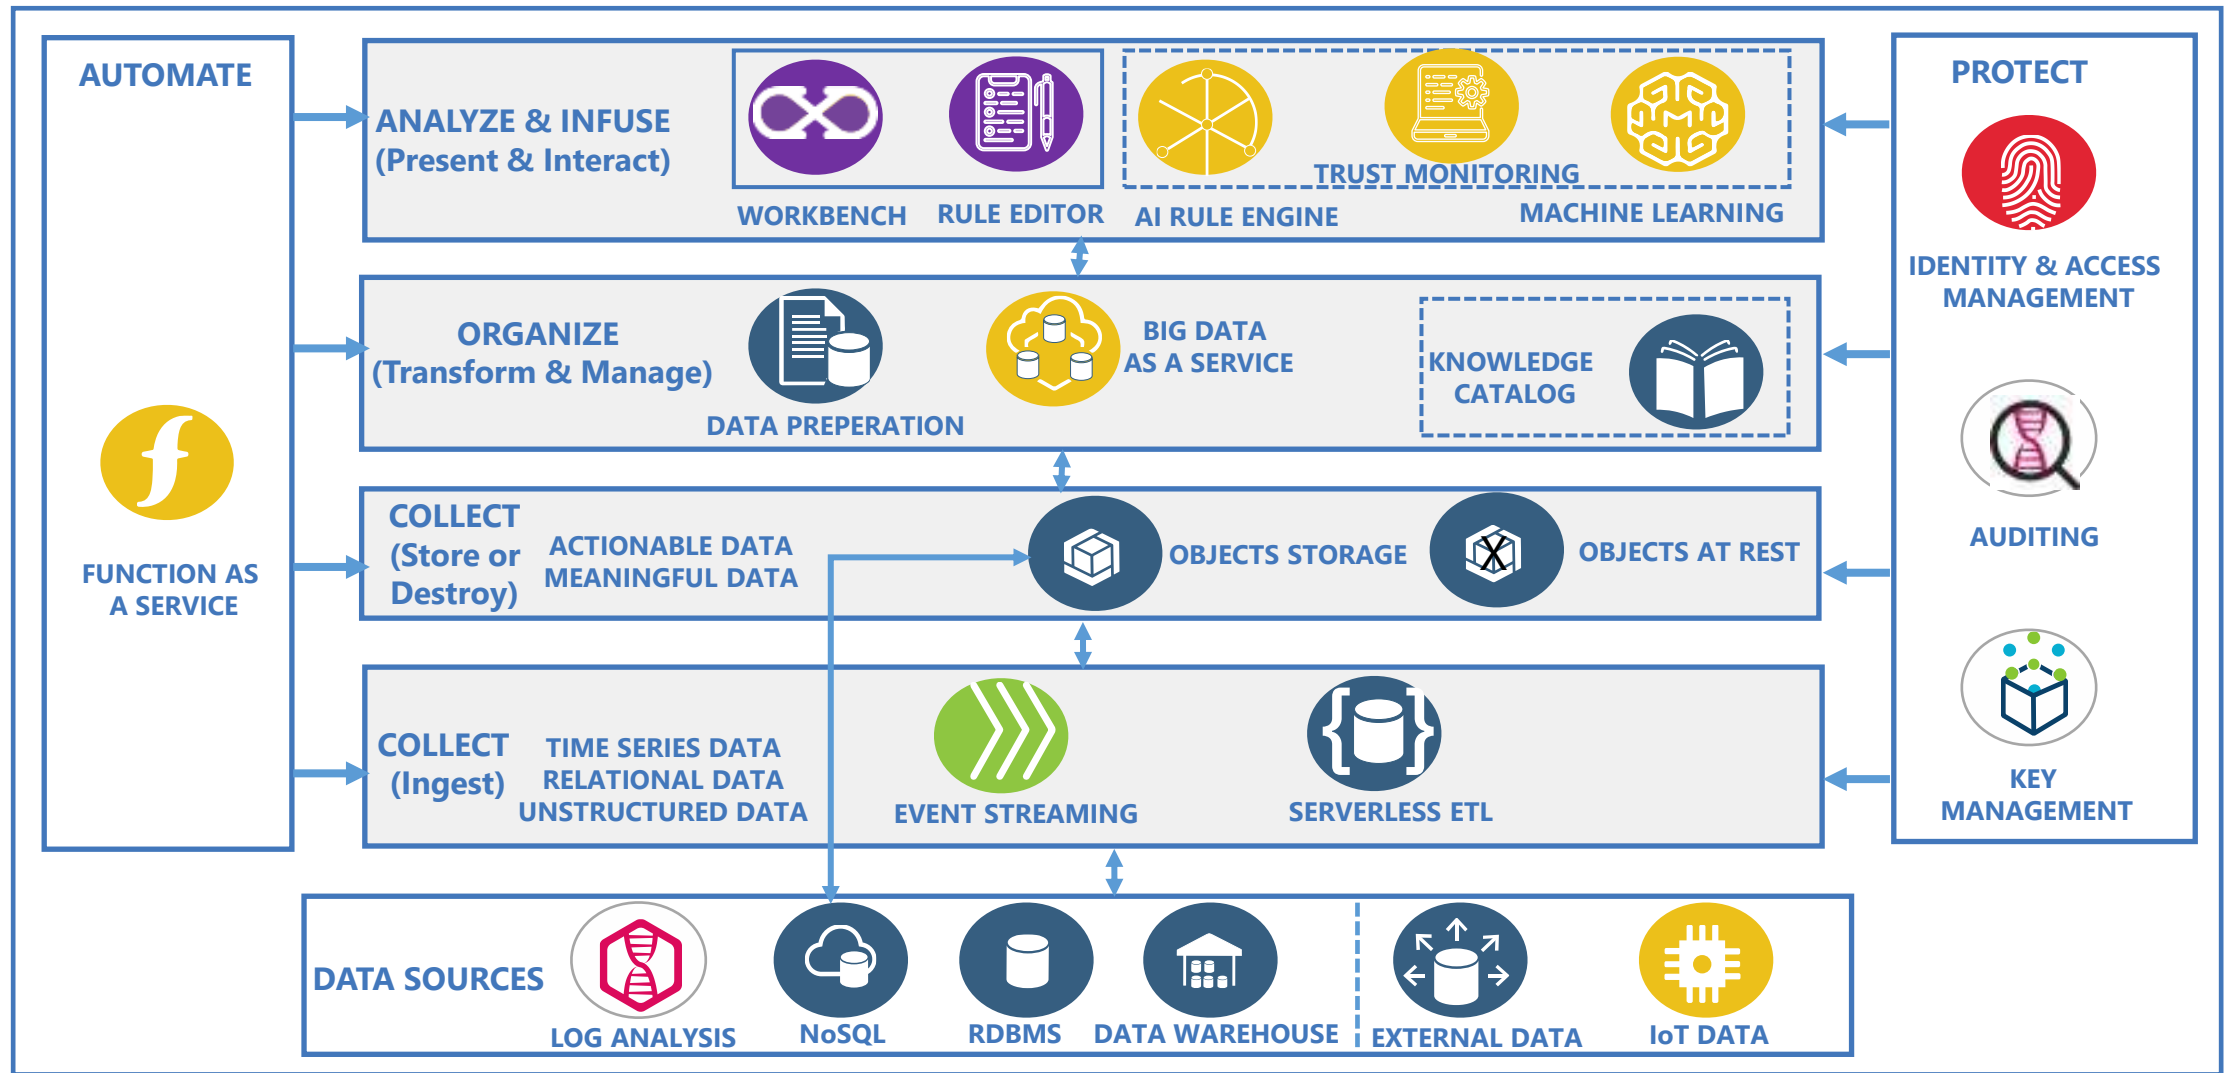 AUTOMATE
FUNCTION AS
A SERVICE
ANALYZE & INFUSE
(Present & Interact)
WORKBENCH
RULE EDITOR
AI RULE ENGINE
TRUST MONITORING
MACHINE LEARNING
ORGANIZE
(Transform & Manage)
DATA PREPERATION
BIG DATA
AS A SERVICE
KNOWLEDGE
CATALOG
COLLECT
(Store or
Destroy)
ACTIONABLE DATA
MEANINGFUL DATA
OBJECTS STORAGE
X
OBJECTS AT REST
COLLECT
(Ingest)
TIME SERIES DATA
RELATIONAL DATA
UNSTRUCTURED DATA
EVENT STREAMING
SERVERLESS ETL
DATA SOURCES
LOG ANALYSIS
NoSQL
RDBMS
DATA WAREHOUSE
EXTERNAL DATA
IoT DATA
PROTECT
IDENTITY & ACCESS
MANAGEMENT
AUDITING
KEY
MANAGEMENT